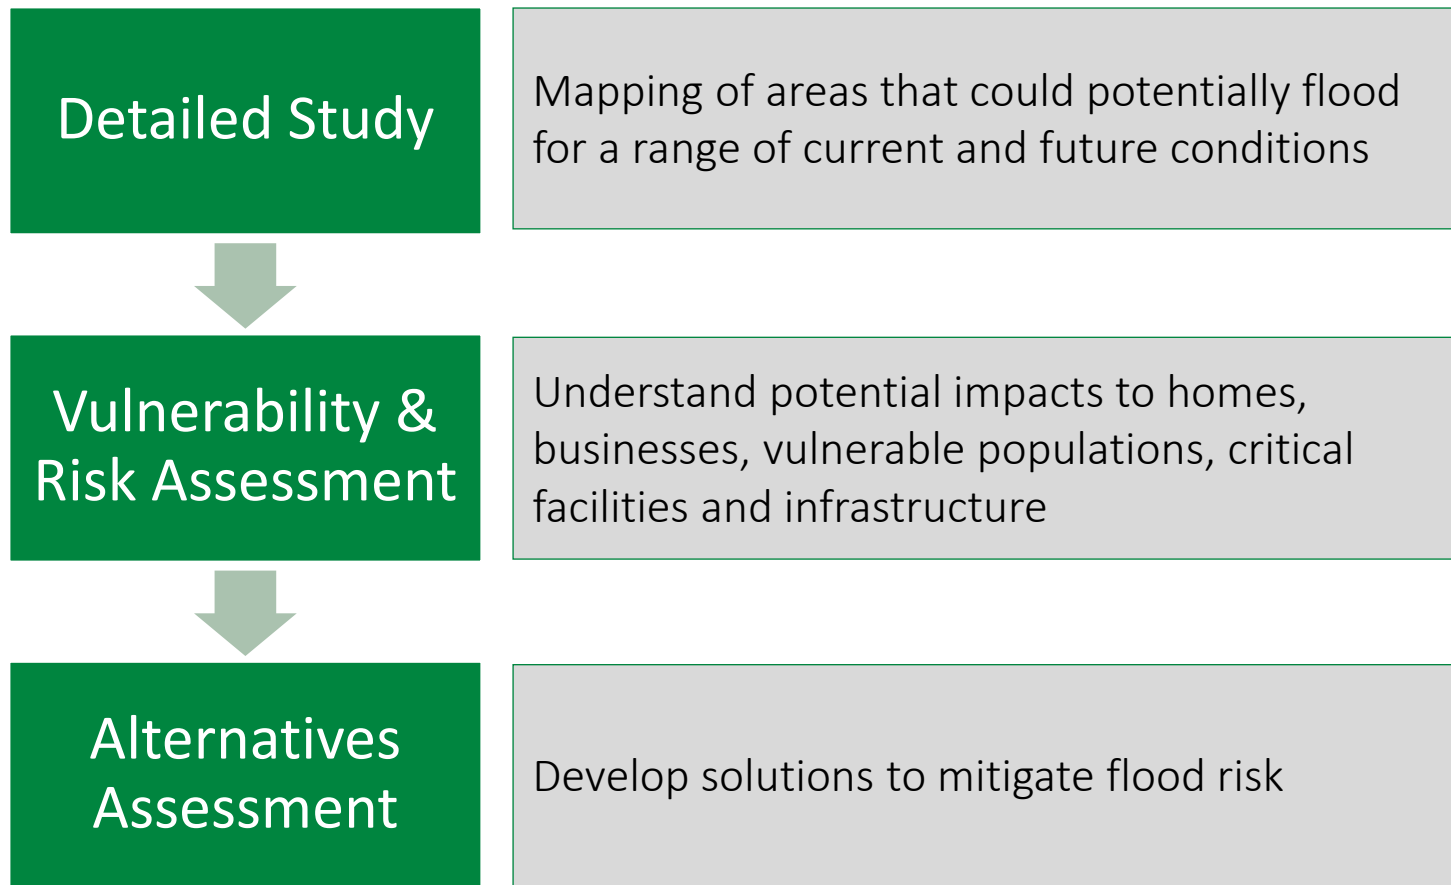 Detailed Study
Mapping of areas that could potentially flood
for a range of current and future conditions
Vulnerability &
Risk Assessment
Understand potential impacts to homes,
businesses, vulnerable populations, critical
facilities and infrastructure
Alternatives
Assessment
Develop solutions to mitigate flood risk